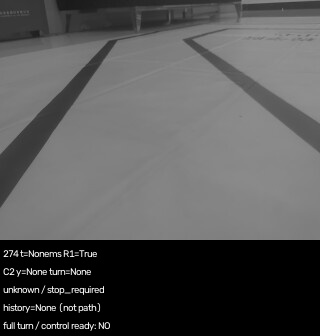 274 t=Nonems R1=True
C2 y=None turn=None
unknown / stop_required
history=None (not path)
full turn / control ready: NO